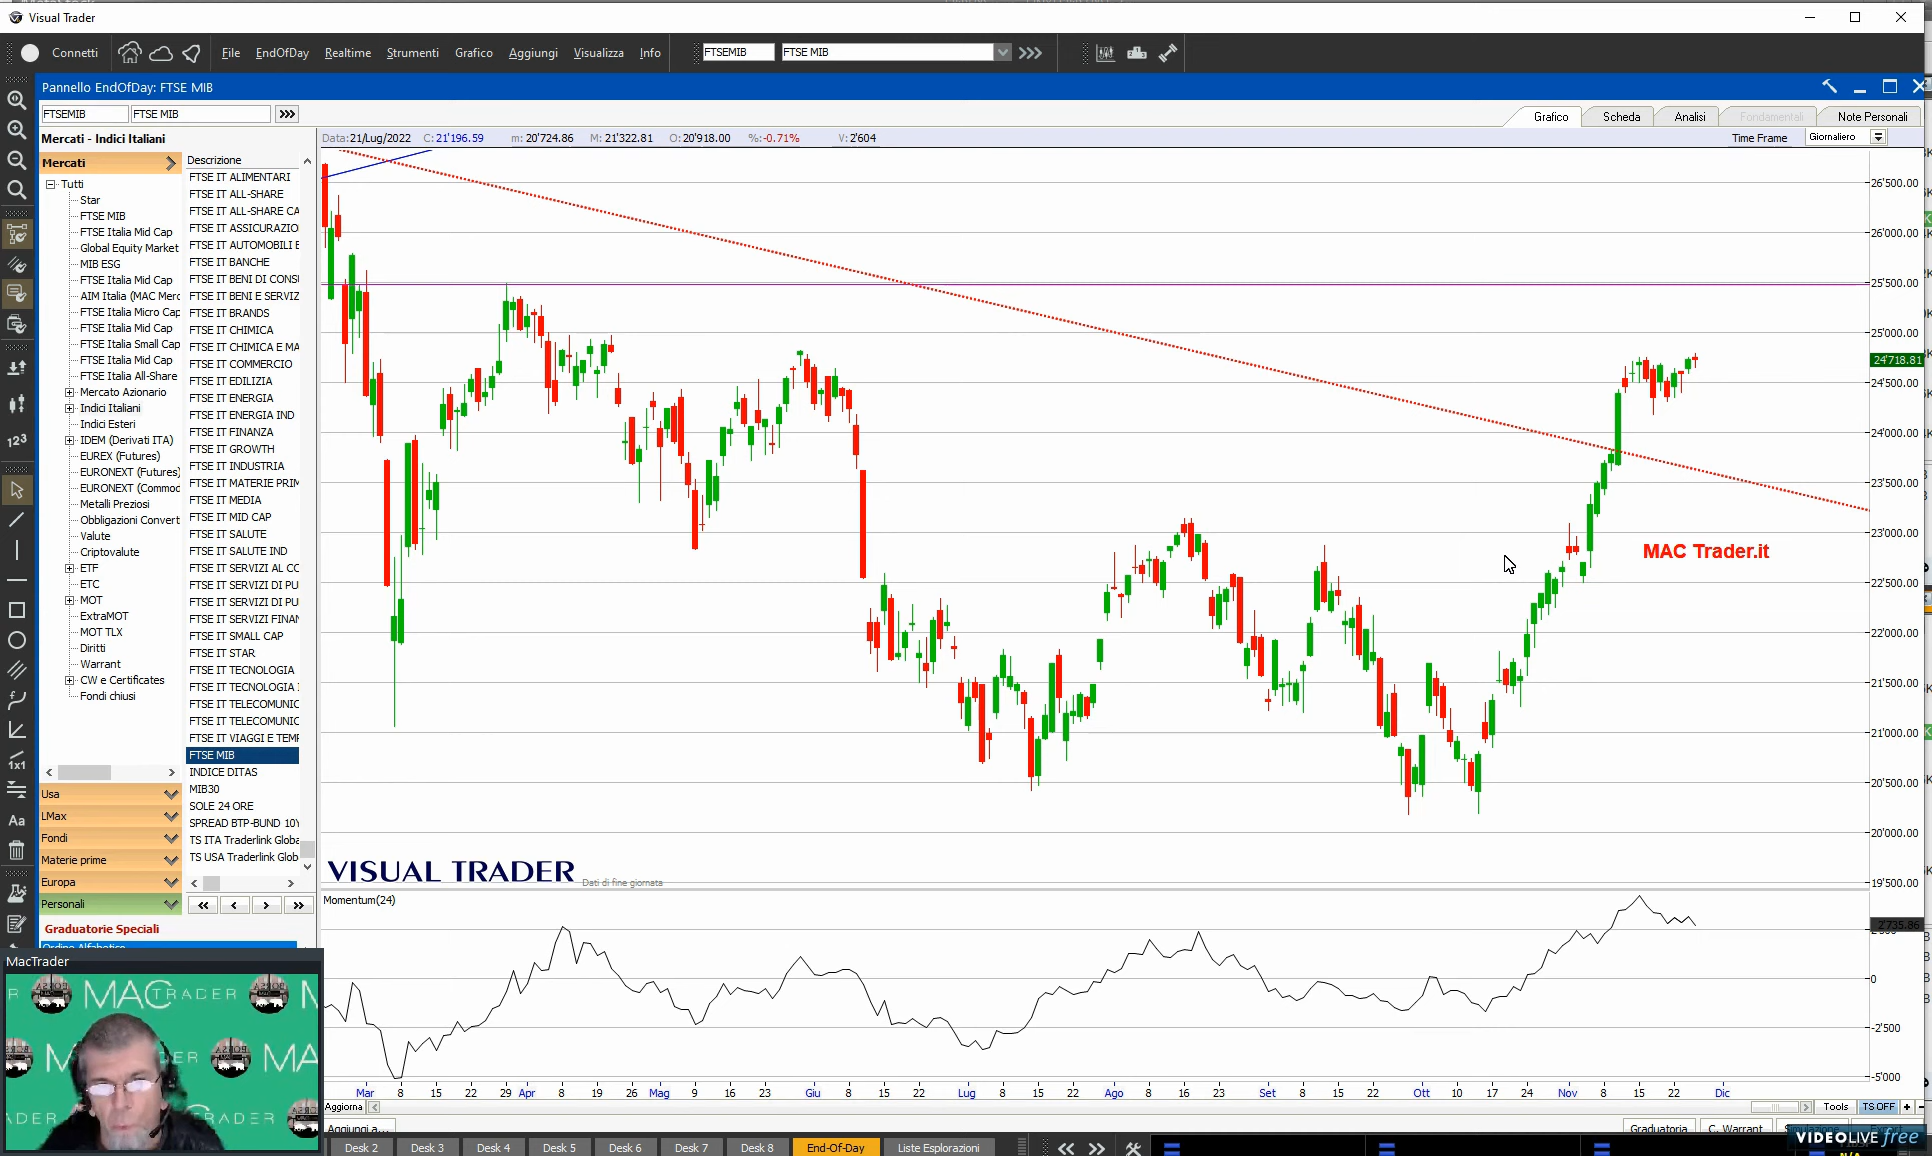 Visual Trader
Connetti File EndOfDay Realtime Strumenti Grafico Aggiungi Visualizza Info FTSEMIB FTSE MIB
Pannello EndOfDay: FTSE MIB
FTSEMIB FTSE MIB
Grafico Scheda Analisi Fondamentali Note Personali
Mercati - Indici Italiani
Data:21/Lug/2022 C: 21'196.59 m: 20'724.86 M: 21'322.81 O: 20'918.00 %: -0.71% V: 2'604
Time Frame Giornaliero
Mercati
Tutti
Star
FTSE MIB
FTSE Italia Mid Cap
Global Equity Market
MIB ESG
FTSE Italia Mid Cap
AIM Italia (MAC Merc
FTSE Italia Micro Cap
FTSE Italia Mid Cap
FTSE Italia Small Cap
FTSE Italia Mid Cap
FTSE Italia All-Share
Mercato Azionario
Indici Italiani
Indici Esteri
IDEM (Derivati ITA)
EUREX (Futures)
EURONEXT (Futures)
EURONEXT (Commod
Metalli Preziosi
Obbligazioni Convert
Valute
Criptovalute
ETF
ETC
MOT
ExtraMOT
MOT TLX
Diritti
Warrant
CW e Certificates
Fondi chiusi
Usa
LMax
Fondi
Materie prime
Europa
Personali
Graduatorie Speciali
Ordine Alfabetico
Descrizione
FTSE IT ALIMENTARI
FTSE IT ALL-SHARE
FTSE IT ALL-SHARE CA
FTSE IT ASSICURAZIO
FTSE IT AUTOMOBILI E
FTSE IT BANCHE
FTSE IT BENI DI CONSU
FTSE IT BENI E SERVIZ
FTSE IT BRANDS
FTSE IT CHIMICA
FTSE IT CHIMICA E MA
FTSE IT COMMERCIO
FTSE IT EDILIZIA
FTSE IT ENERGIA
FTSE IT ENERGIA IND
FTSE IT FINANZA
FTSE IT GROWTH
FTSE IT INDUSTRIA
FTSE IT MATERIE PRIM
FTSE IT MEDIA
FTSE IT MID CAP
FTSE IT SALUTE
FTSE IT SALUTE IND
FTSE IT SERVIZI AL CO
FTSE IT SERVIZI DI PU
FTSE IT SERVIZI DI PU
FTSE IT SERVIZI FINAN
FTSE IT SMALL CAP
FTSE IT STAR
FTSE IT TECNOLOGIA
FTSE IT TECNOLOGIA I
FTSE IT TELECOMUNIC
FTSE IT TELECOMUNIC
FTSE IT VIAGGI E TEMP
FTSE MIB
INDICE DITAS
MIB30
SOLE 24 ORE
SPREAD BTP-BUND 10Y
TS ITA Traderlink Globa
TS USA Traderlink Glob
26'500.00
26'000.00
25'500.00
25'000.00
24'718.81
24'500.00
24'000.00
23'500.00
23'000.00
22'500.00
22'000.00
21'500.00
21'000.00
20'500.00
20'000.00
19'500.00
MAC Trader.it
VISUAL TRADER Dati di fine giornata
Momentum(24)
2'735.86
0
-2'500
-5'000
Mar 8 15 22 29 Apr 8 19 26 Mag 9 16 23 Giu 8 15 22 Lug 8 15 22 Ago 8 16 23 Set 8 15 22 Ott 10 17 24 Nov 8 15 22 Dic
Aggiorna Tools TS OFF
Aggiungi a... Graduatoria C. Warrant
Desk 2 Desk 3 Desk 4 Desk 5 Desk 6 Desk 7 Desk 8 End-Of-Day Liste Esplorazioni
MacTrader
MAC TRADER
VIDEOLIVE free